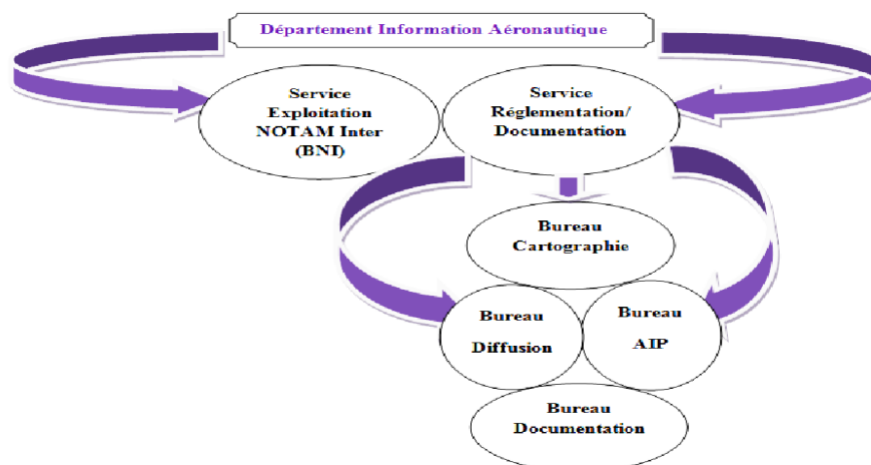 Département Information Aéronautique
Service
Exploitation
NOTAM Inter
(BNI)
Service
Réglementation/
Documentation
Bureau
Cartographie
Bureau
Diffusion
Bureau
AIP
Bureau
Documentation